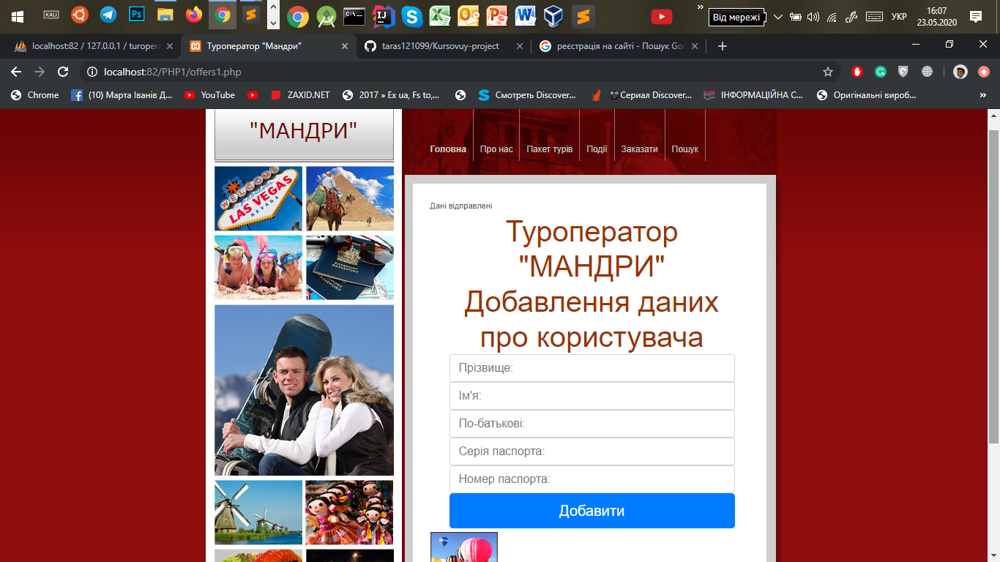 KALI
Від мережі
УКР
16:07
23.05.2020
localhost:82 / 127.0.0.1 / turoper
Туроператор "Мандри"
taras121099/Kursovuy-project
реєстрація на сайті - Пошук Goo
localhost:82/PHP1/offers1.php
Chrome
(10) Марта Іванів Д...
YouTube
ZAXID.NET
2017 » Ex ua, Fs to,...
Смотреть Discover...
Сериал Discover...
ІНФОРМАЦІЙНА С...
Оригінальні вироб...
"МАНДРИ"
Головна
Про нас
Пакет турів
Події
Заказати
Пошук
WELCOME
to Fabulous
LAS VEGAS
NEVADA
PASSPORT
PASSEPORT
Дані відправлені
Туроператор
"МАНДРИ"
Добавлення даних
про користувача
Прізвище:
Ім'я:
По-батькові:
Серія паспорта:
Номер паспорта:
Добавити